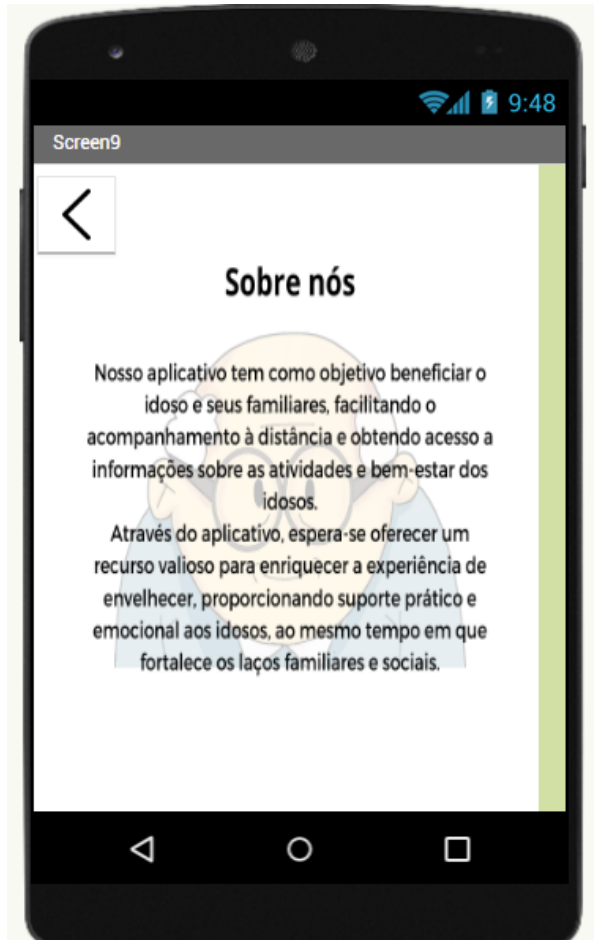 9:48
Screen9
Sobre nós
Nosso aplicativo tem como objetivo beneficiar o
idoso e seus familiares, facilitando o
acompanhamento à distância e obtendo acesso a
informações sobre as atividades e bem-estar dos
idosos.
Através do aplicativo, espera-se oferecer um
recurso valioso para enriquecer a experiência de
envelhecer, proporcionando suporte prático e
emocional aos idosos, ao mesmo tempo em que
fortalece os laços familiares e sociais.